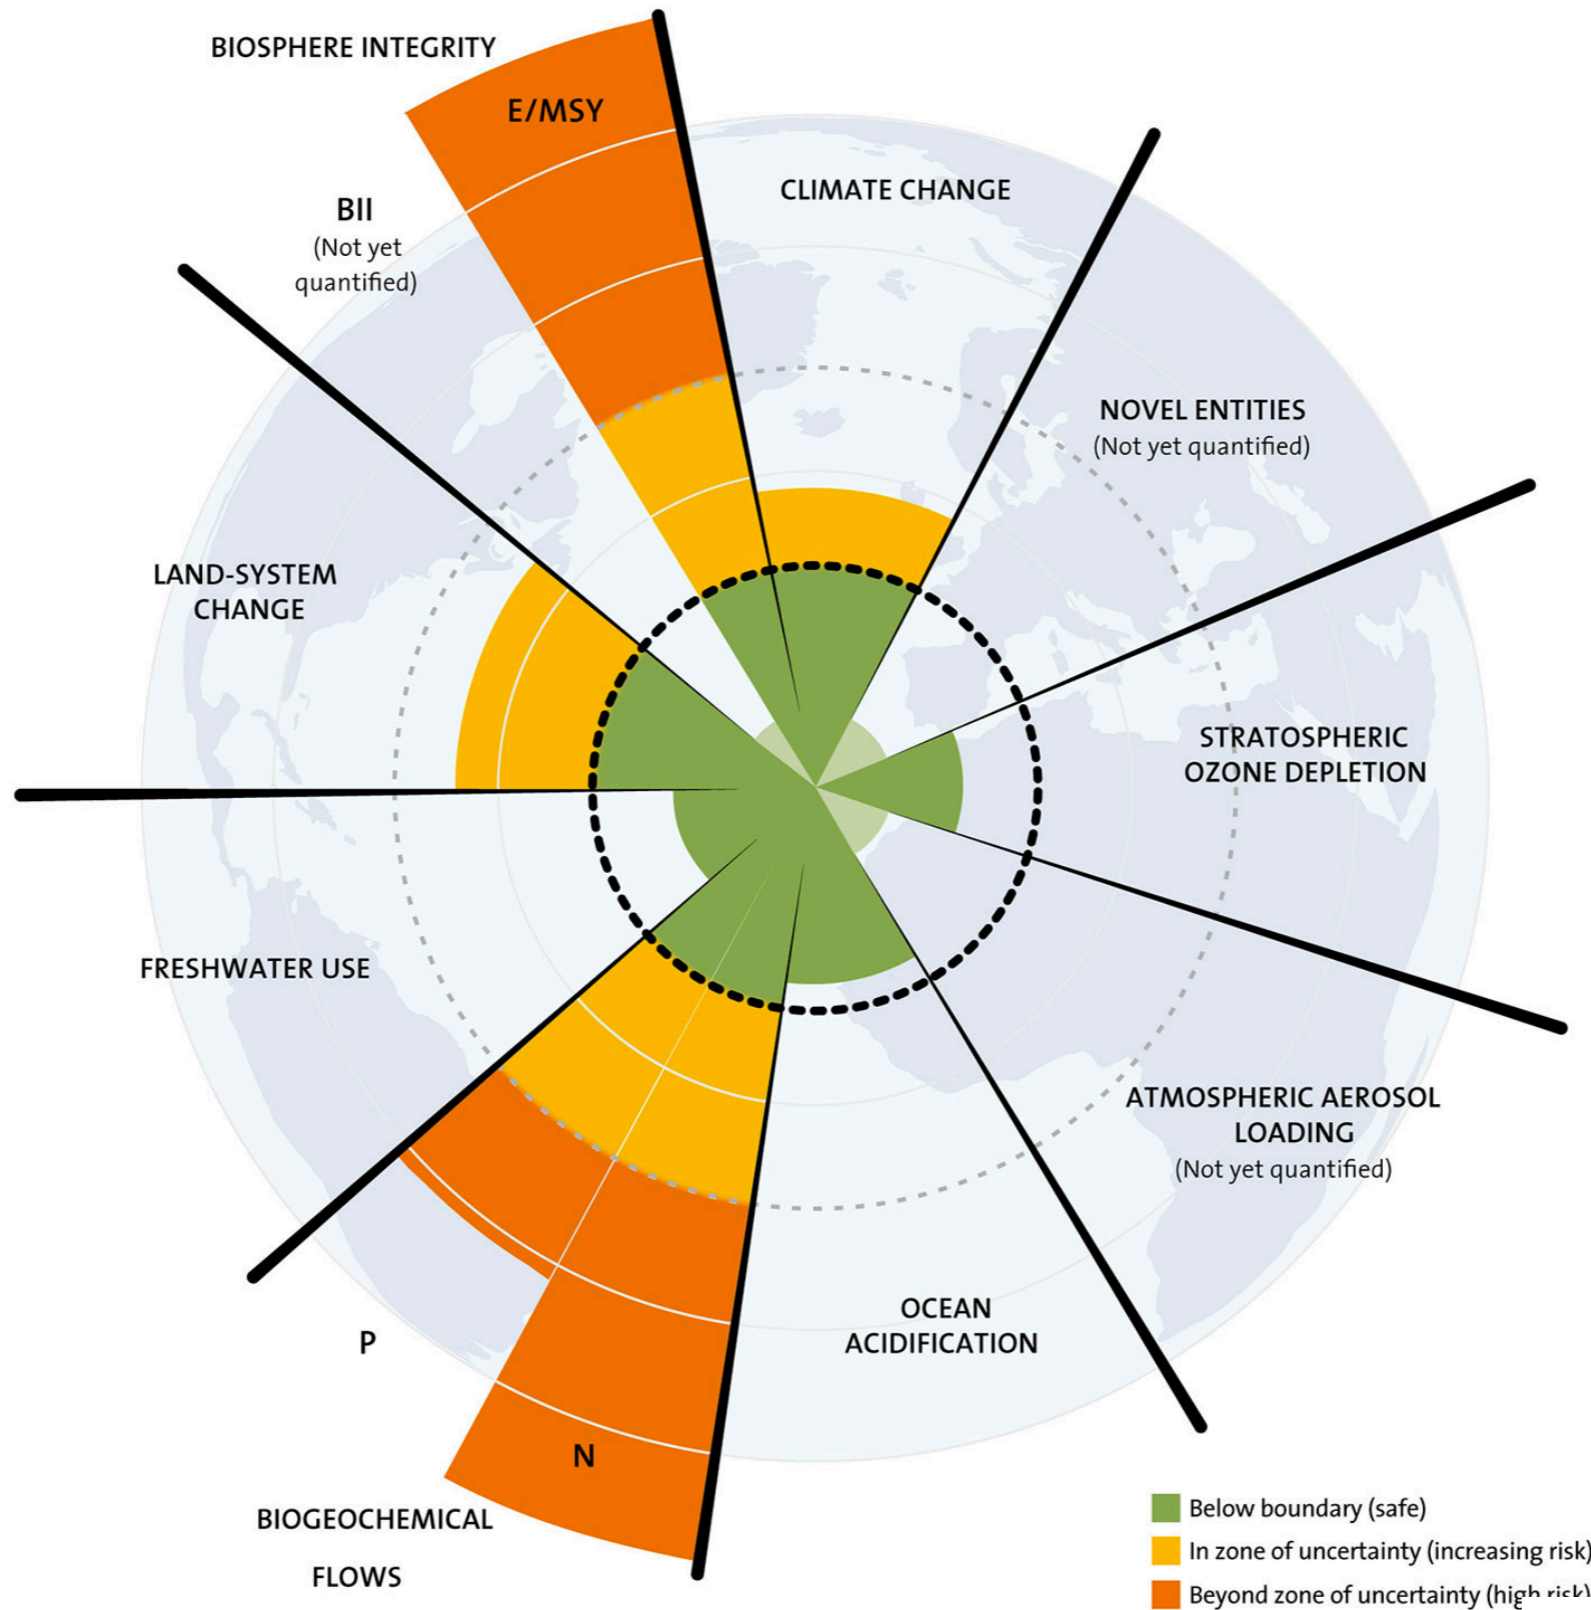 BIOSPHERE INTEGRITY
E/MSY
BII
(Not yet
quantified)
CLIMATE CHANGE
NOVEL ENTITIES
(Not yet quantified)
LAND-SYSTEM
CHANGE
STRATOSPHERIC
OZONE DEPLETION
FRESHWATER USE
ATMOSPHERIC AEROSOL
LOADING
(Not yet quantified)
OCEAN
ACIDIFICATION
P
N
BIOGEOCHEMICAL
FLOWS
Below boundary (safe)
In zone of uncertainty (increasing risk)
Beyond zone of uncertainty (high risk)